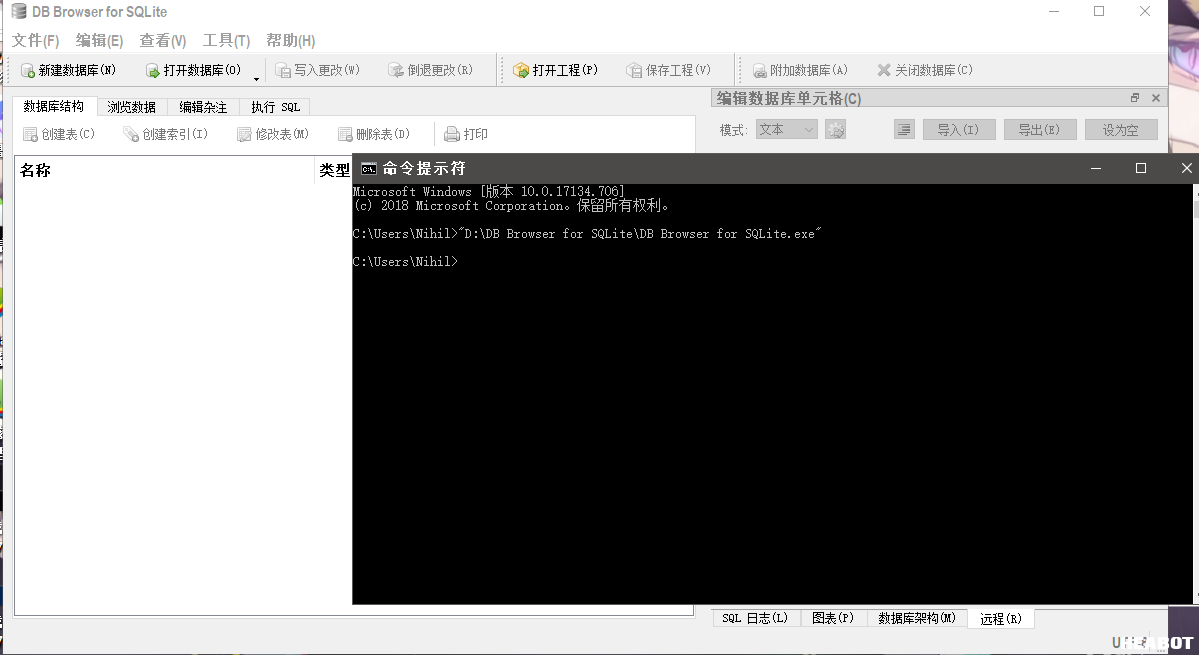 DB Browser for SQLite
文件(F) 编辑(E) 查看(V) 工具(T) 帮助(H)
新建数据库(N) 打开数据库(O) 写入更改(W) 倒退更改(R) 打开工程(P) 保存工程(V) 附加数据库(A) 关闭数据库(C)
数据库结构 浏览数据 编辑杂注 执行 SQL
编辑数据库单元格(C)
创建表(C) 创建索引(I) 修改表(M) 删除表(D) 打印
模式: 文本 导入(I) 导出(E) 设为空
名称 类型
命令提示符
Microsoft Windows [版本 10.0.17134.706]
(c) 2018 Microsoft Corporation。保留所有权利。
C:\Users\Nihil>"D:\DB Browser for SQLite\DB Browser for SQLite.exe"
C:\Users\Nihil>
SQL 日志(L) 图表(P) 数据库架构(M) 远程(R)